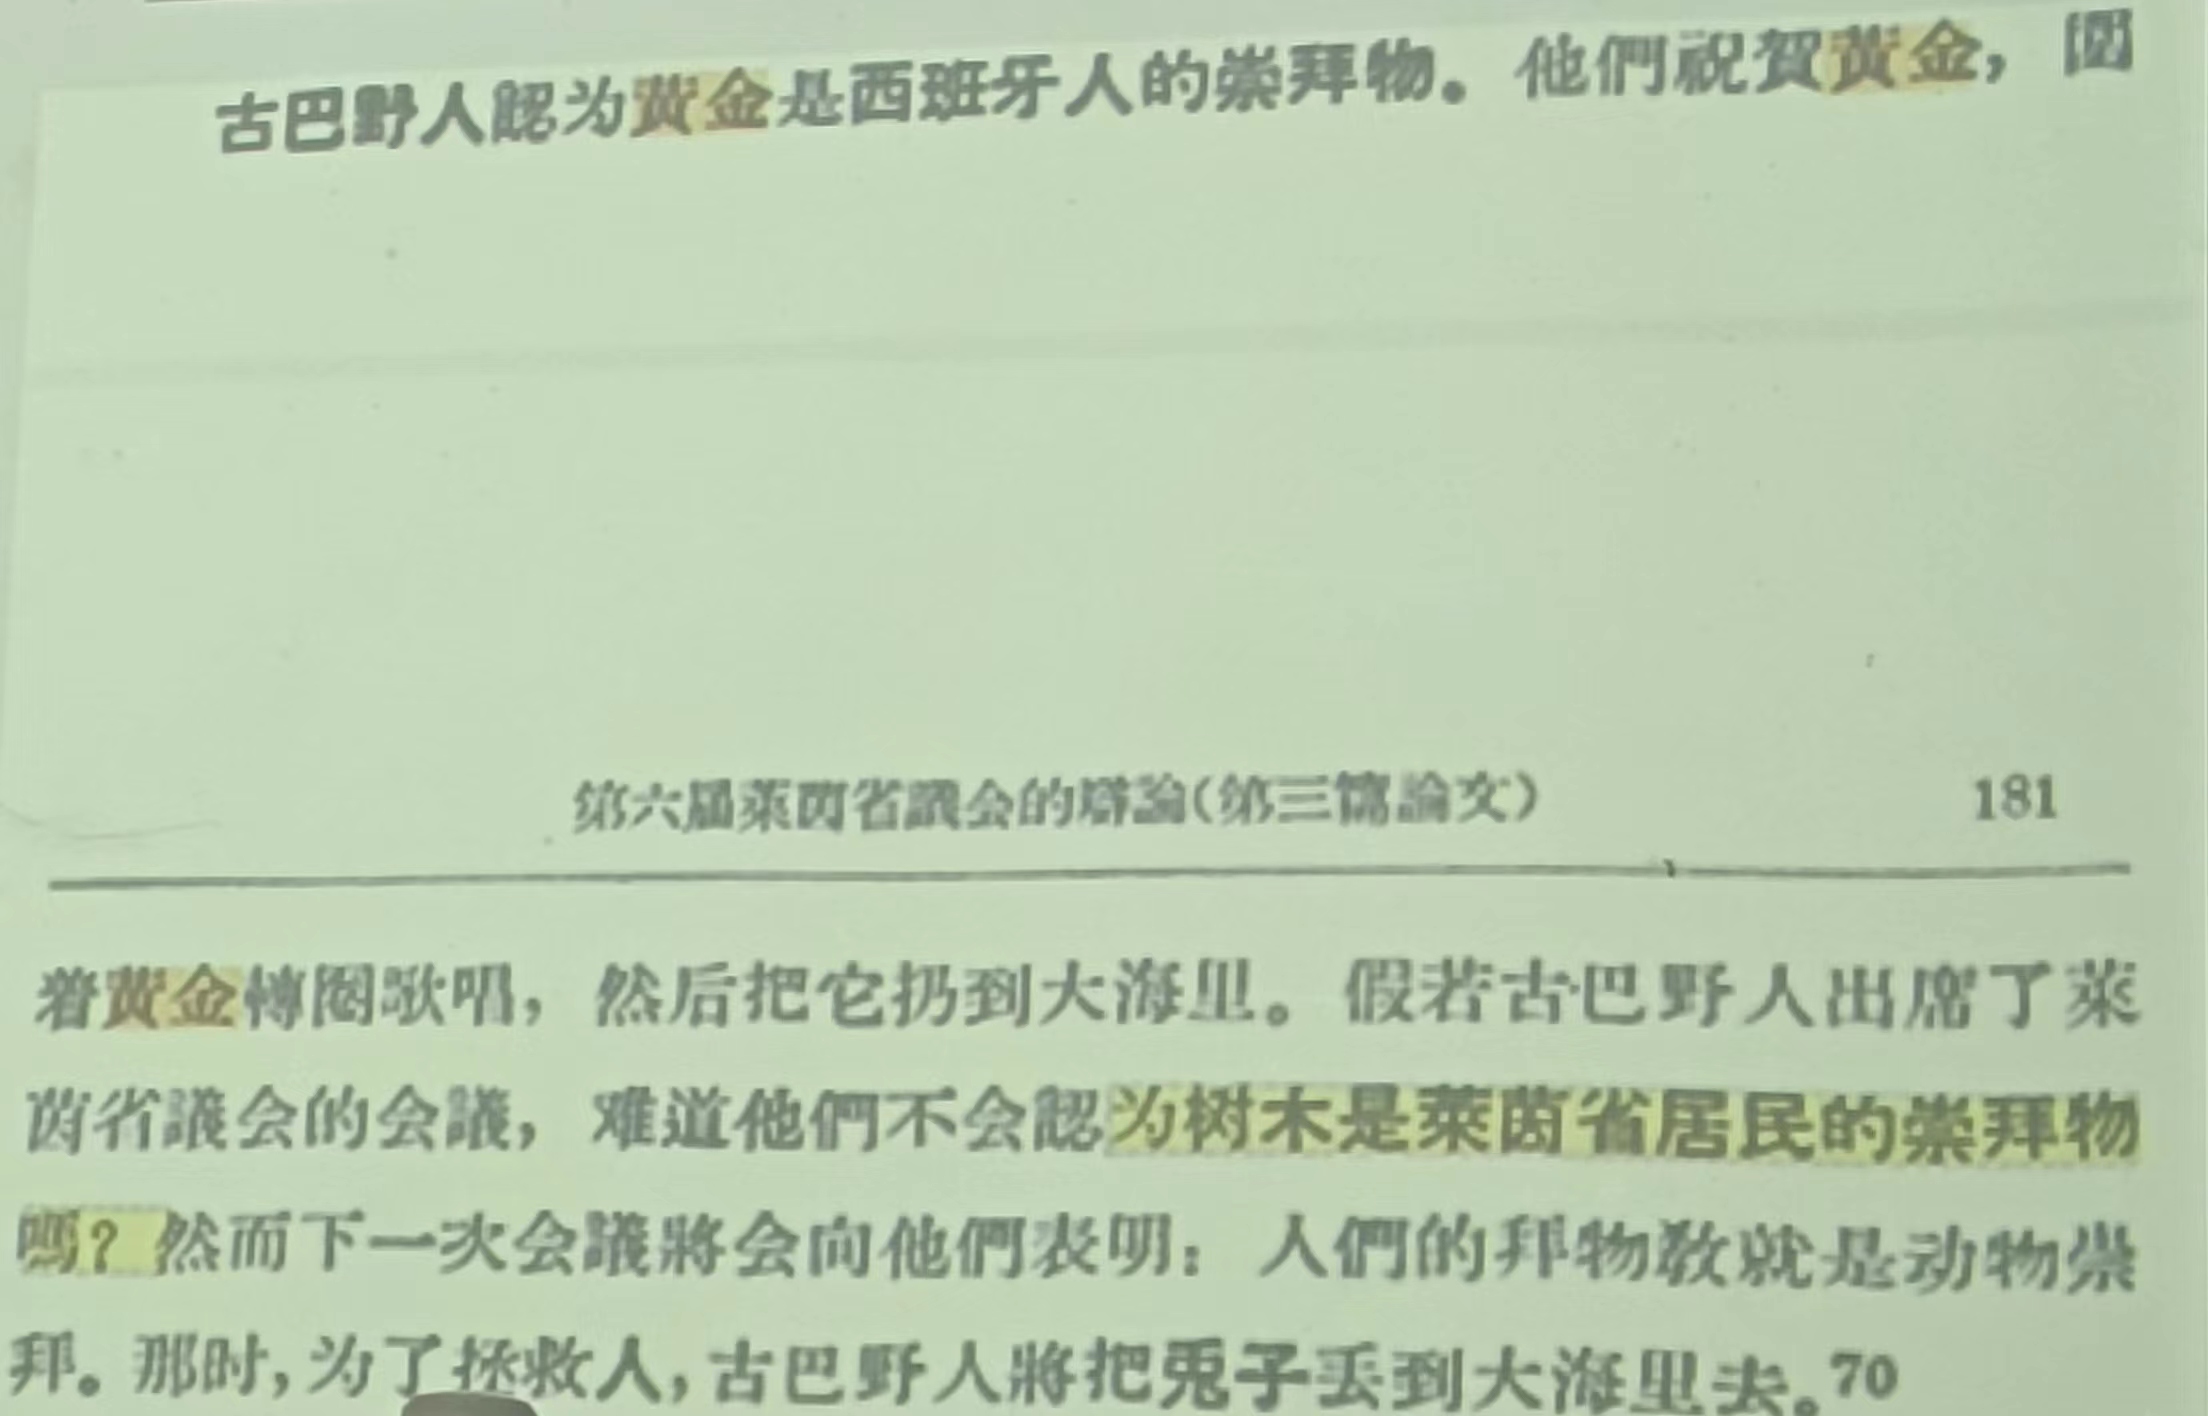 古巴野人認为黄金是西班牙人的崇拜物。他們祝賀黄金，圍
第六屆萊茵省議会的辯論（第三篇論文） 181
着黄金轉圈歌唱，然后把它扔到大海里。假若古巴野人出席了萊
茵省議会的会議，难道他們不会認为树木是萊茵省居民的崇拜物
嗎？然而下一次会議將会向他們表明：人們的拜物教就是动物崇
拜。那时，为了拯救人，古巴野人將把兎子丢到大海里去。70